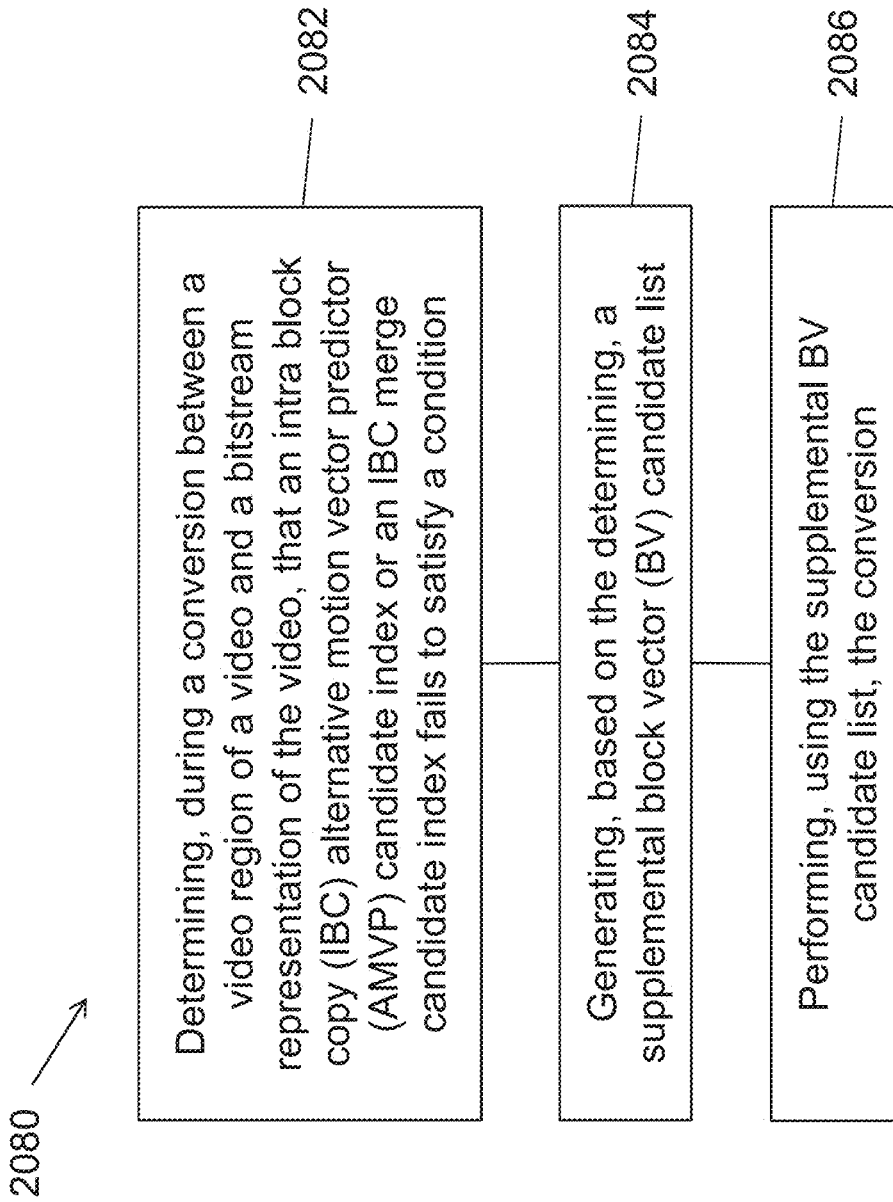 2080
Determining, during a conversion between a
video region of a video and a bitstream
representation of the video, that an intra block
copy (IBC) alternative motion vector predictor
(AMVP) candidate index or an IBC merge
candidate index fails to satisfy a condition
2082
Generating, based on the determining, a
supplemental block vector (BV) candidate list
2084
Performing, using the supplemental BV
candidate list, the conversion
2086